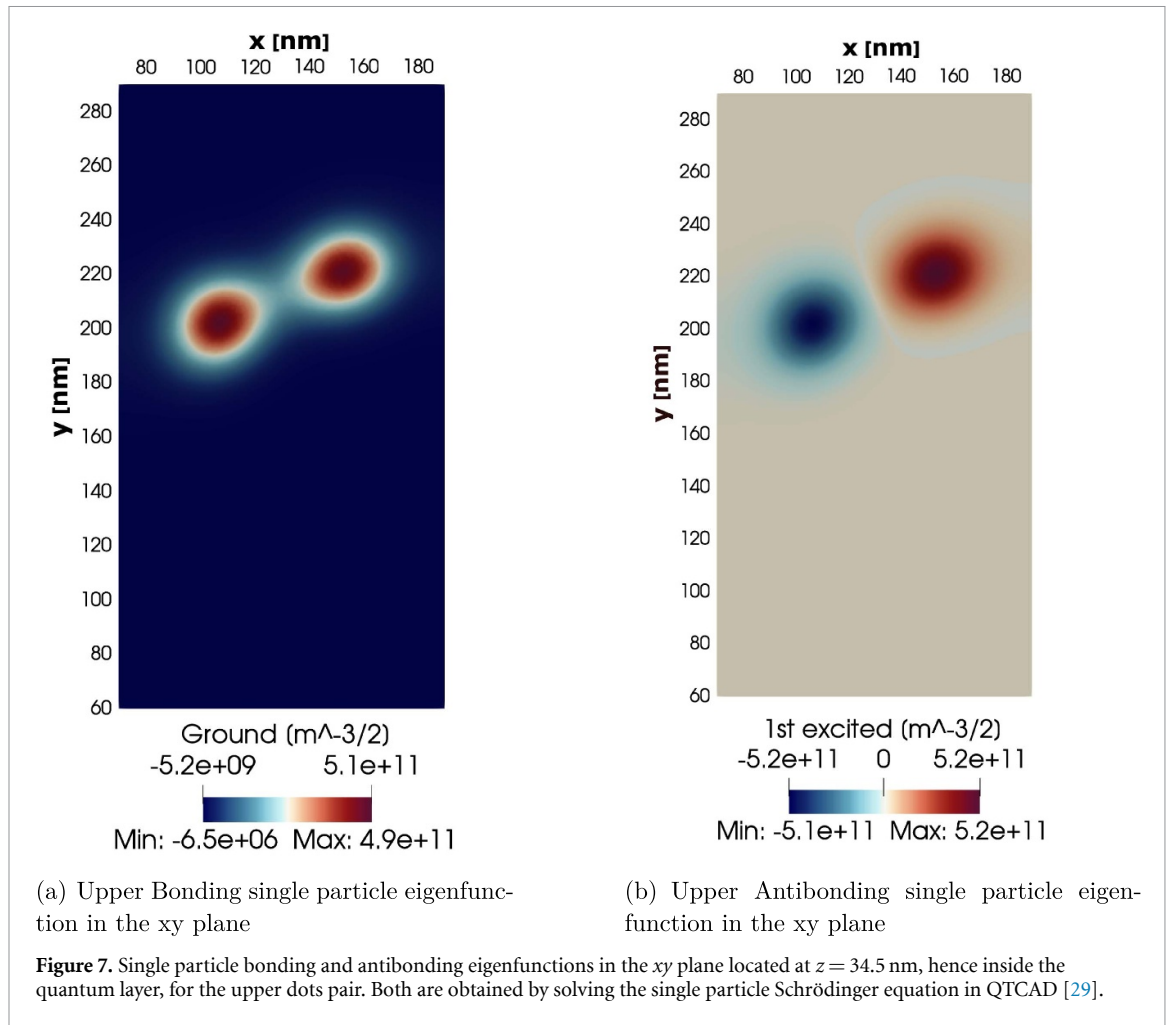 x [nm]
80 100 120 140 160 180
y [nm]
280
260
240
220
200
180
160
140
120
100
80
60
Ground (m^-3/2)
-5.2e+09 5.1e+11
Min: -6.5e+06 Max: 4.9e+11
(a) Upper Bonding single particle eigenfunc-
tion in the xy plane
x [nm]
80 100 120 140 160 180
y [nm]
280
260
240
220
200
180
160
140
120
100
80
60
1st excited (m^-3/2)
-5.2e+11 0 5.2e+11
Min: -5.1e+11 Max: 5.2e+11
(b) Upper Antibonding single particle eigen-
function in the xy plane
Figure 7. Single particle bonding and antibonding eigenfunctions in the xy plane located at z = 34.5 nm, hence inside the
quantum layer, for the upper dots pair. Both are obtained by solving the single particle Schrödinger equation in QTCAD [29].